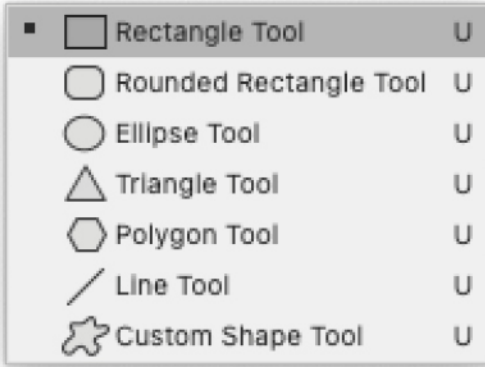 Rectangle Tool U
Rounded Rectangle Tool U
Ellipse Tool U
Triangle Tool U
Polygon Tool U
Line Tool U
Custom Shape Tool U